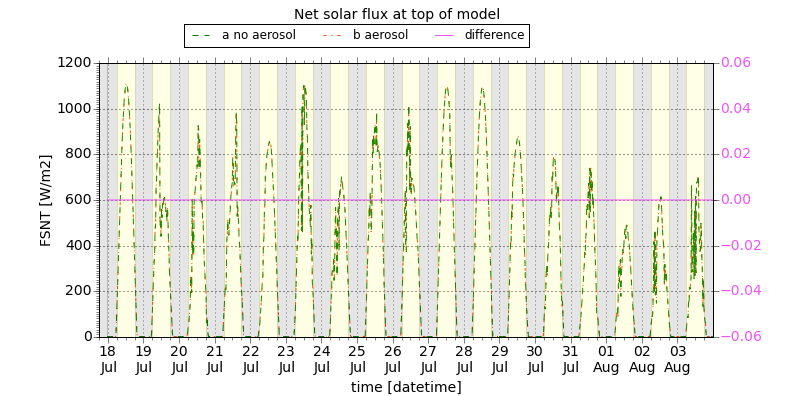 Net solar flux at top of model
a no aerosol b aerosol difference
1200
1000
800
600
400
200
0
FSNT [W/m2]
0.06
0.04
0.02
0.00
−0.02
−0.04
−0.06
18 19 20 21 22 23 24 25 26 27 28 29 30 31 01 02 03
Jul Jul Jul Jul Jul Jul Jul Jul Jul Jul Jul Jul Jul Jul Aug Aug Aug
time [datetime]